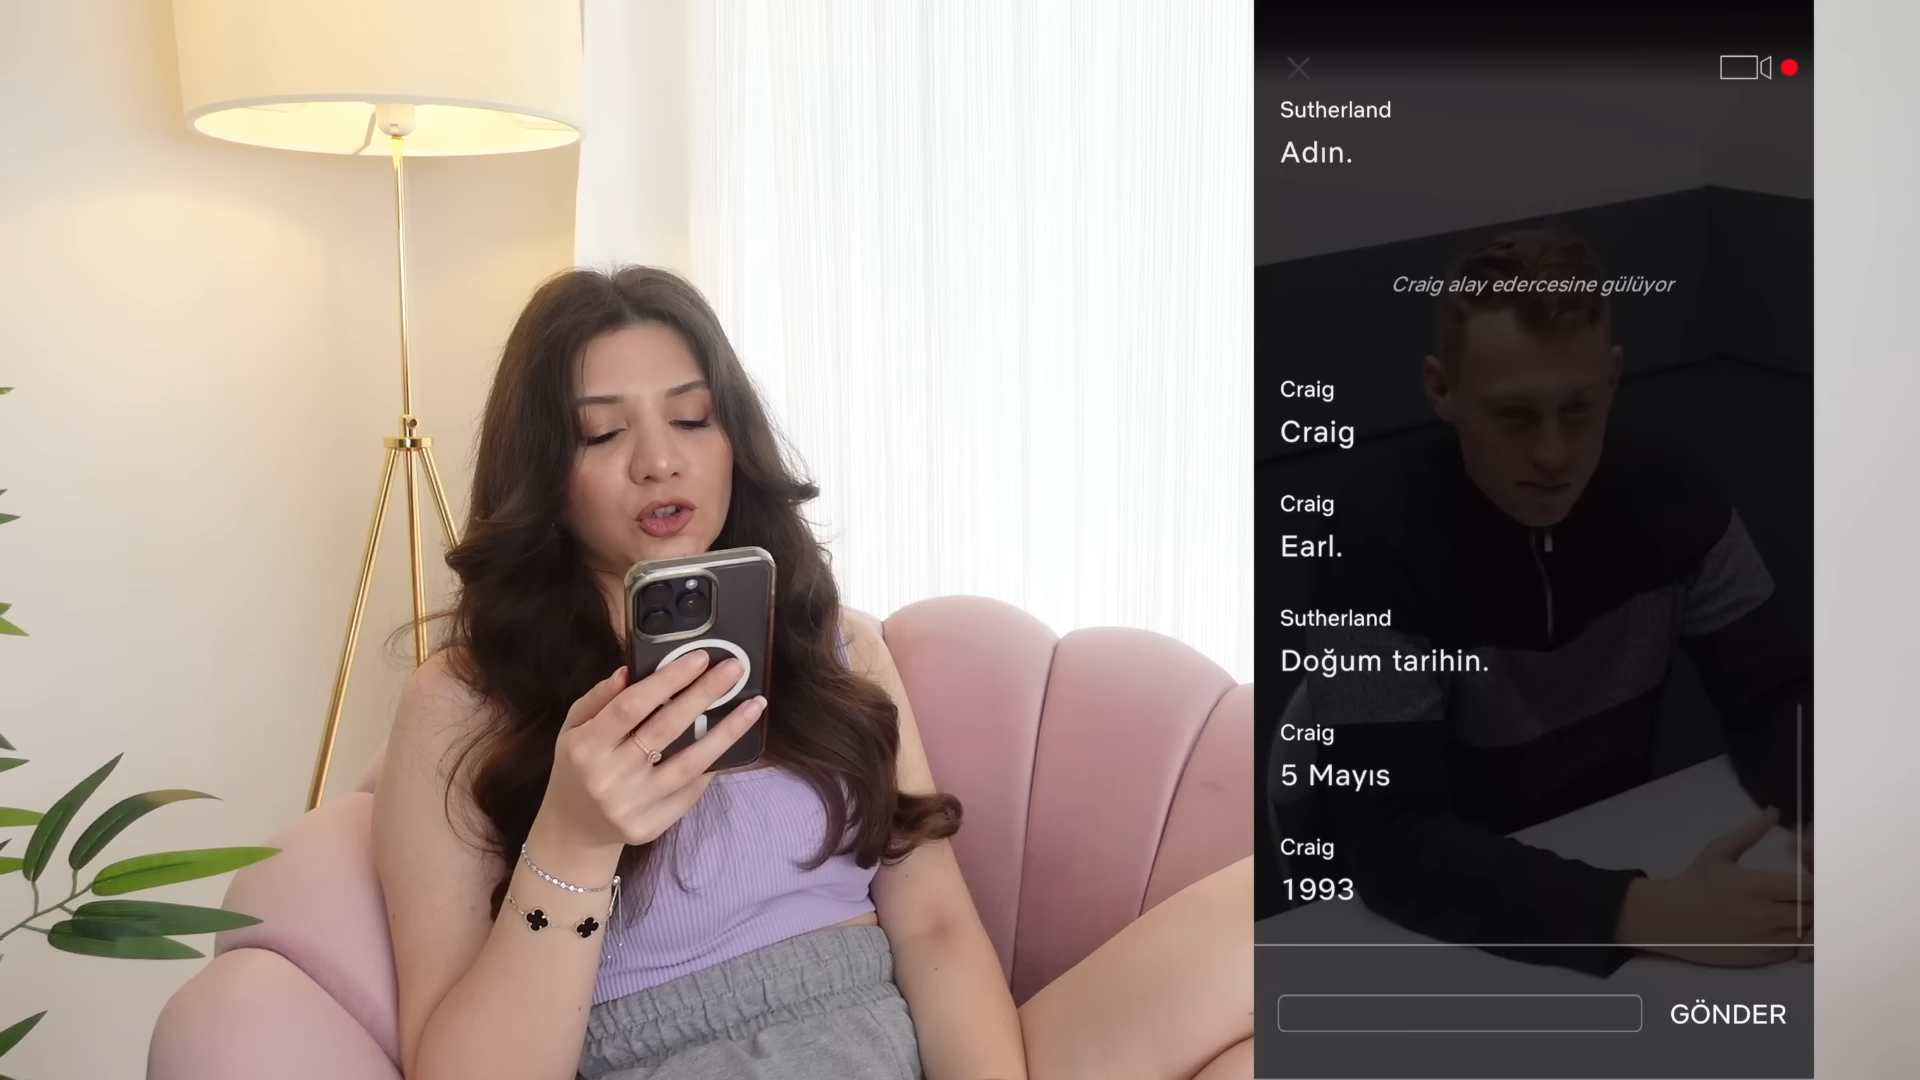 Sutherland
Adın.
Craig alay edercesine gülüyor
Craig
Craig
Craig
Earl.
Sutherland
Doğum tarihin.
Craig
5 Mayıs
Craig
1993
GÖNDER